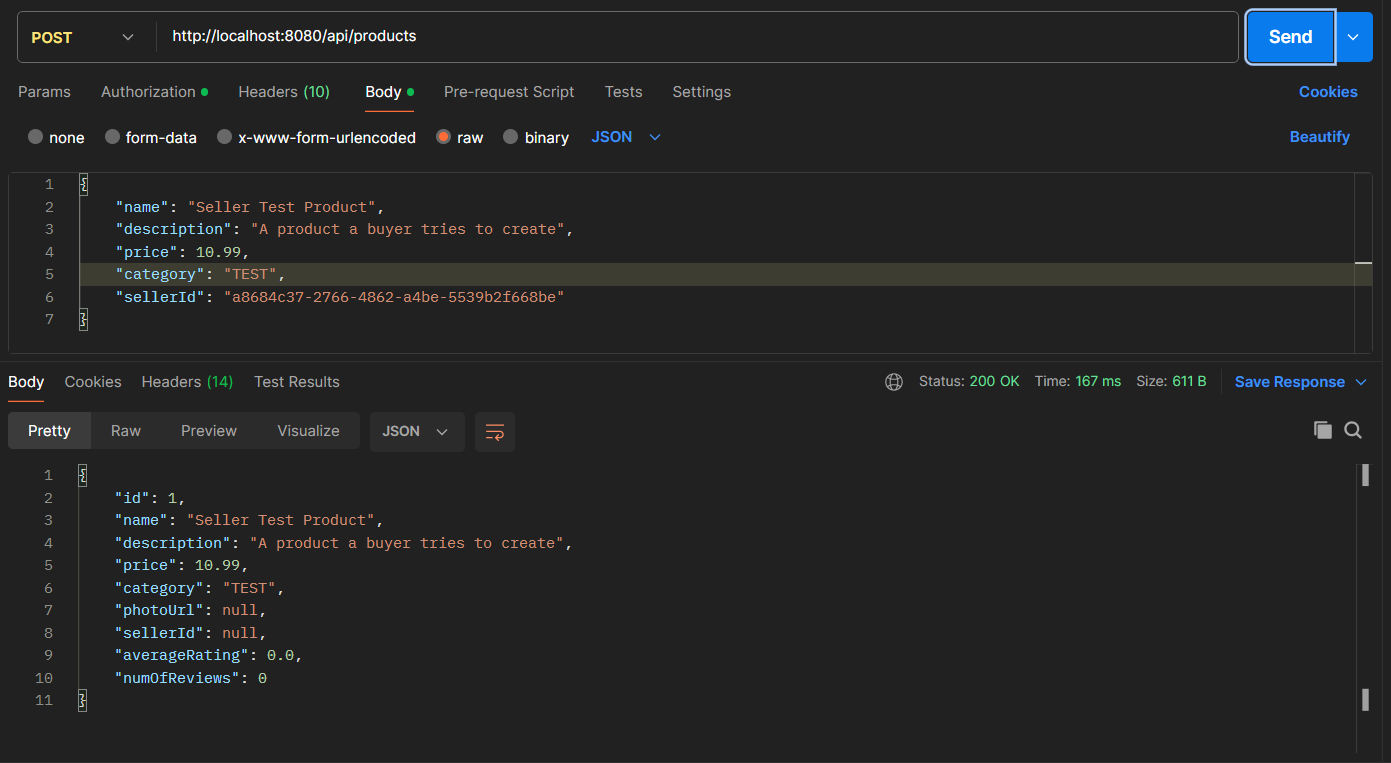 POST http://localhost:8080/api/products Send
Params Authorization Headers (10) Body Pre-request Script Tests Settings Cookies
none form-data x-www-form-urlencoded raw binary JSON Beautify
1 {
2 "name": "Seller Test Product",
3 "description": "A product a buyer tries to create",
4 "price": 10.99,
5 "category": "TEST",
6 "sellerId": "a8684c37-2766-4862-a4be-5539b2f668be"
7 }
Body Cookies Headers (14) Test Results Status: 200 OK Time: 167 ms Size: 611 B Save Response
Pretty Raw Preview Visualize JSON
1 {
2 "id": 1,
3 "name": "Seller Test Product",
4 "description": "A product a buyer tries to create",
5 "price": 10.99,
6 "category": "TEST",
7 "photoUrl": null,
8 "sellerId": null,
9 "averageRating": 0.0,
10 "numOfReviews": 0
11 }